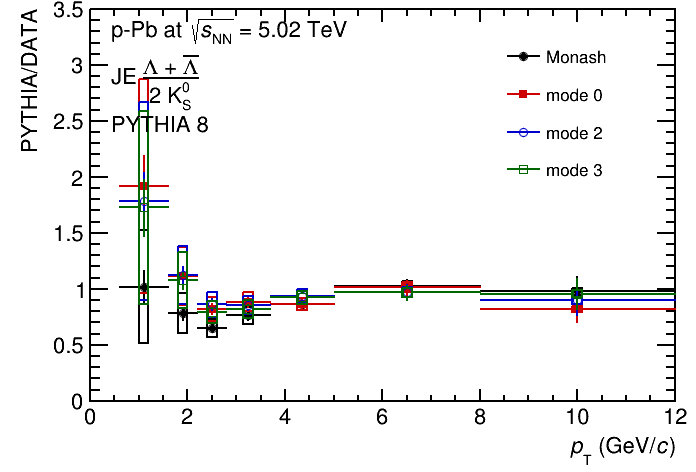 PYTHIA/DATA
3.5
3
2.5
2
1.5
1
0.5
0
p-Pb at √s_NN = 5.02 TeV
JE (Λ + Λ̅) / (2 K⁰_S)
PYTHIA 8
Monash
mode 0
mode 2
mode 3
0 2 4 6 8 10 12
p_T (GeV/c)